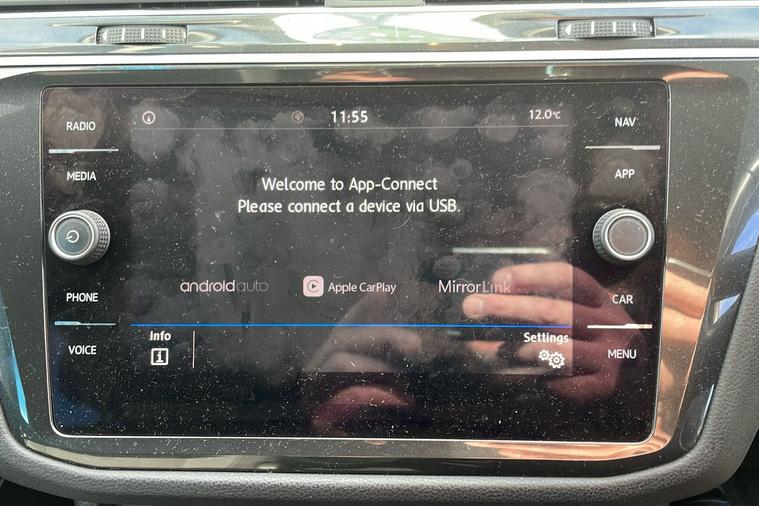 RADIO
11:55
12.0°C
NAV
MEDIA
Welcome to App-Connect
Please connect a device via USB.
APP
androidauto
Apple CarPlay
MirrorLink
PHONE
CAR
Info
Settings
VOICE
MENU